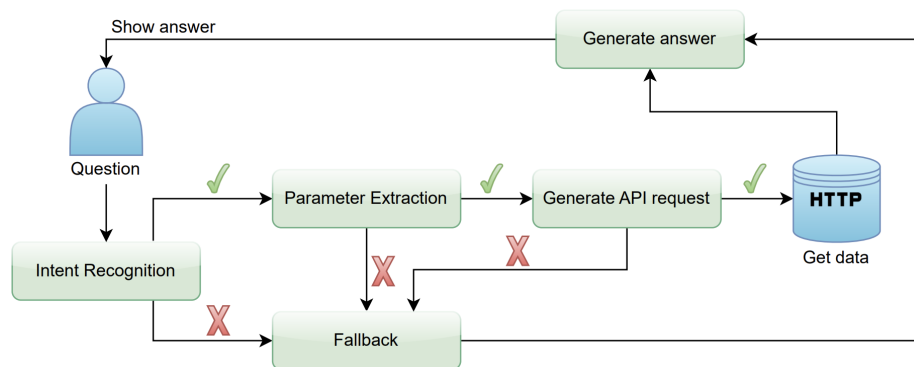 Show answer
Generate answer
Question
Parameter Extraction
Generate API request
HTTP
Intent Recognition
Get data
Fallback